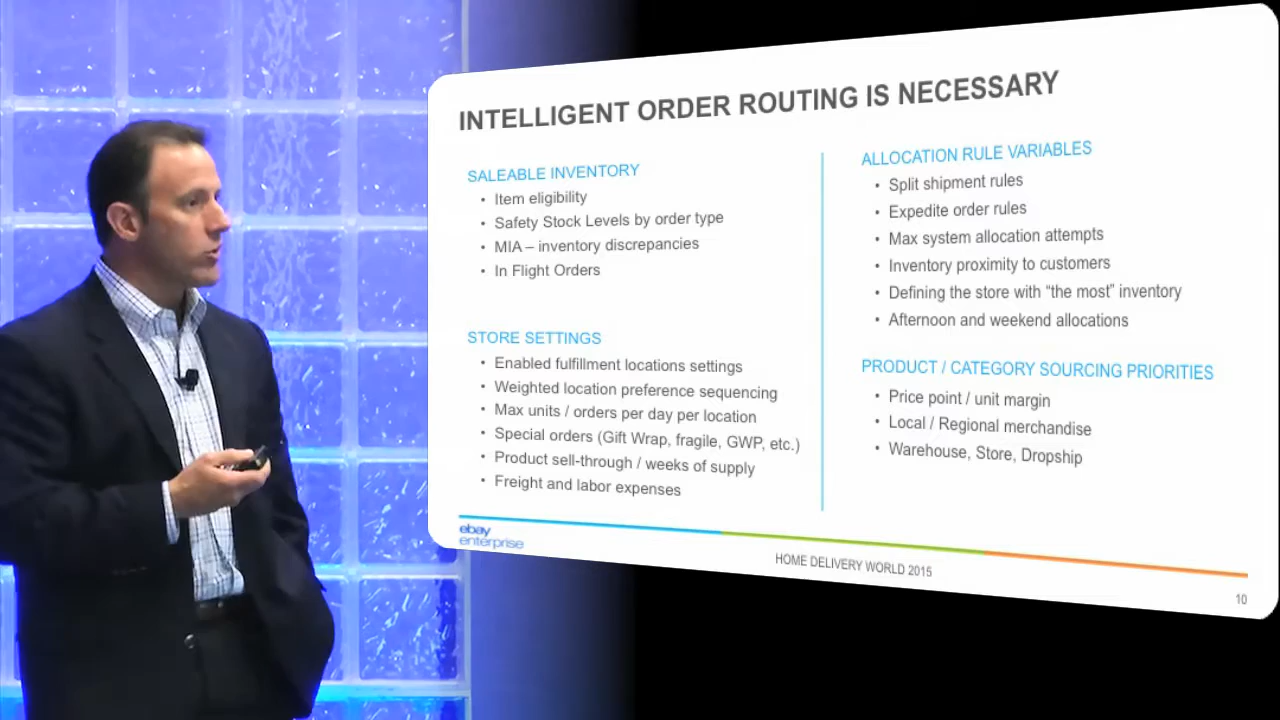 INTELLIGENT ORDER ROUTING IS NECESSARY
SALEABLE INVENTORY
• Item eligibility
• Safety Stock Levels by order type
• MIA – inventory discrepancies
• In Flight Orders
STORE SETTINGS
• Enabled fulfillment locations settings
• Weighted location preference sequencing
• Max units / orders per day per location
• Special orders (Gift Wrap, fragile, GWP, etc.)
• Product sell-through / weeks of supply
• Freight and labor expenses
ALLOCATION RULE VARIABLES
• Split shipment rules
• Expedite order rules
• Max system allocation attempts
• Inventory proximity to customers
• Defining the store with “the most” inventory
• Afternoon and weekend allocations
PRODUCT / CATEGORY SOURCING PRIORITIES
• Price point / unit margin
• Local / Regional merchandise
• Warehouse, Store, Dropship
ebay
enterprise
HOME DELIVERY WORLD 2015
10